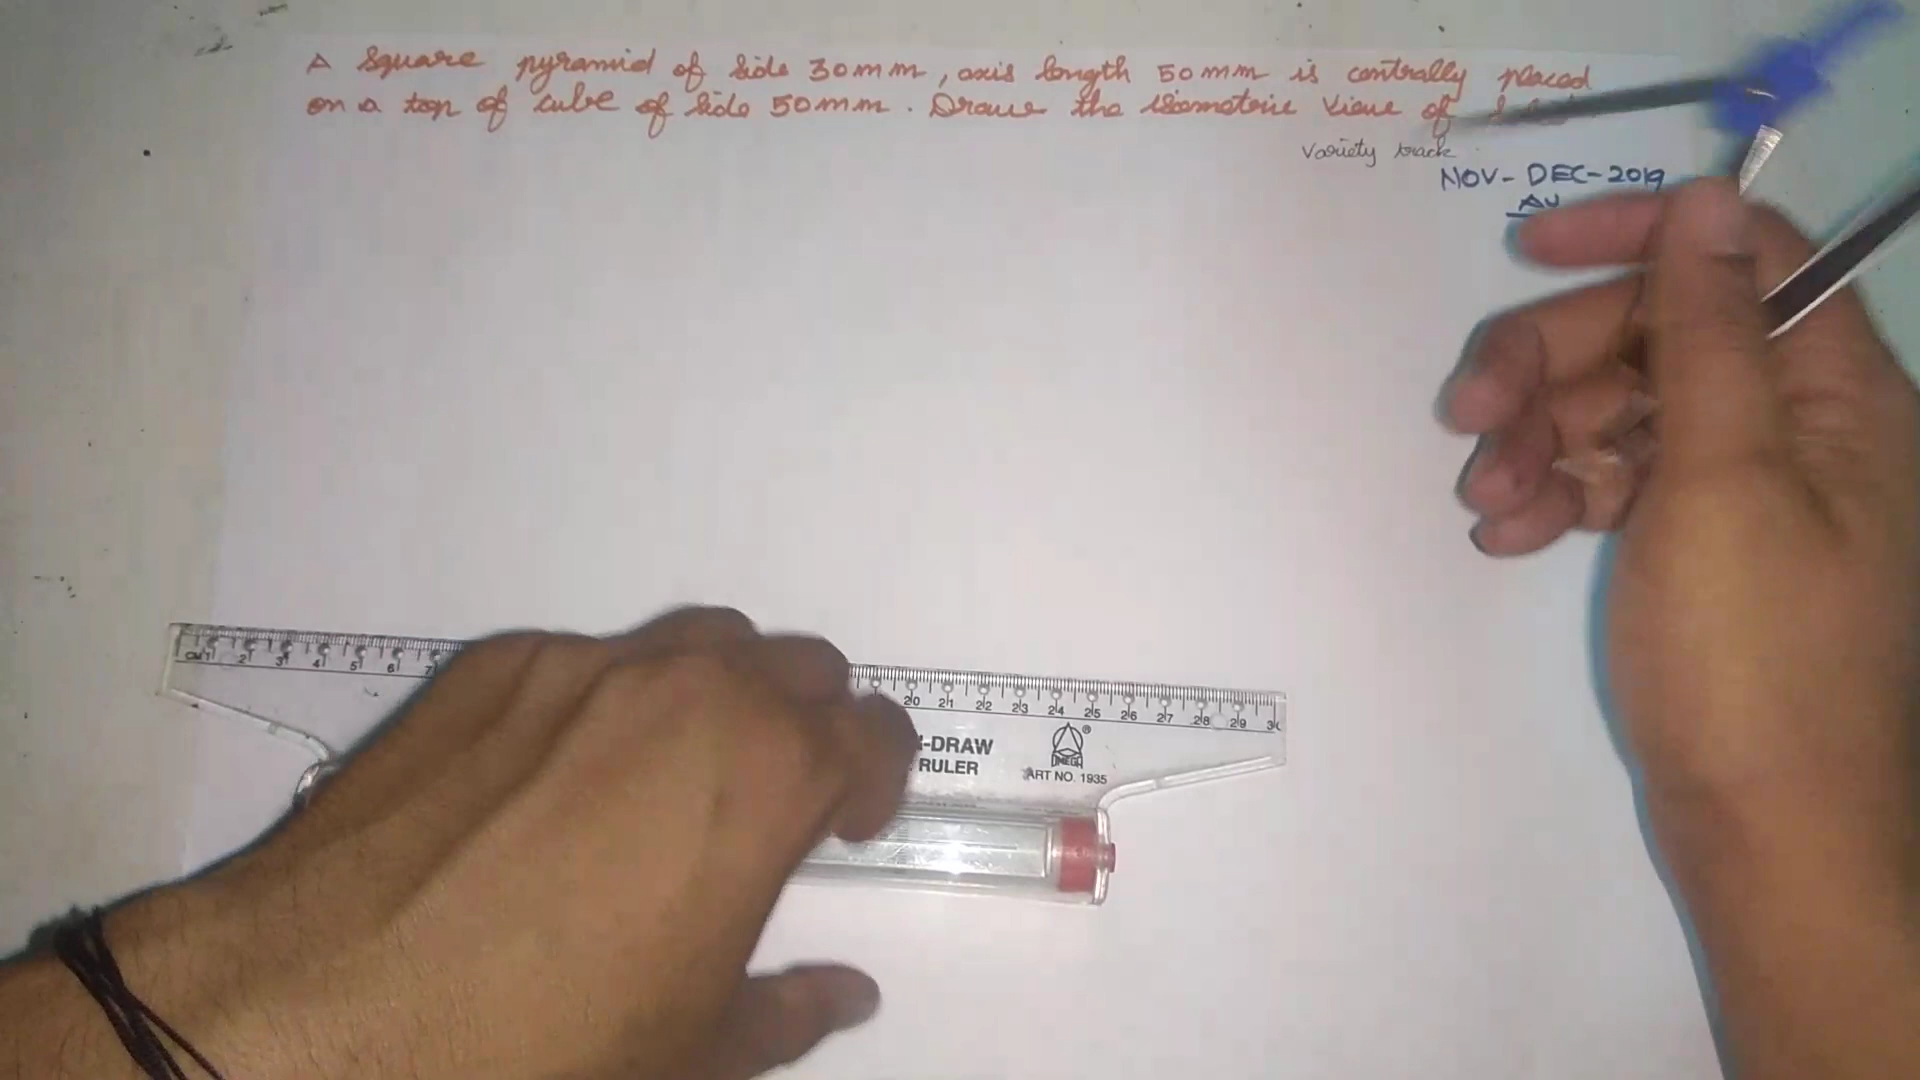 A Square pyramid of side 30mm, axis length 50mm is centrally placed
on a top of cube of side 50mm. Draw the isometric view of
Variety track
NOV-DEC-2019
AU
CM 1 2 3 4 5 6 7 20 21 22 23 24 25 26 27 28 29
-DRAW
RULER
OMEGA
ART NO. 1935